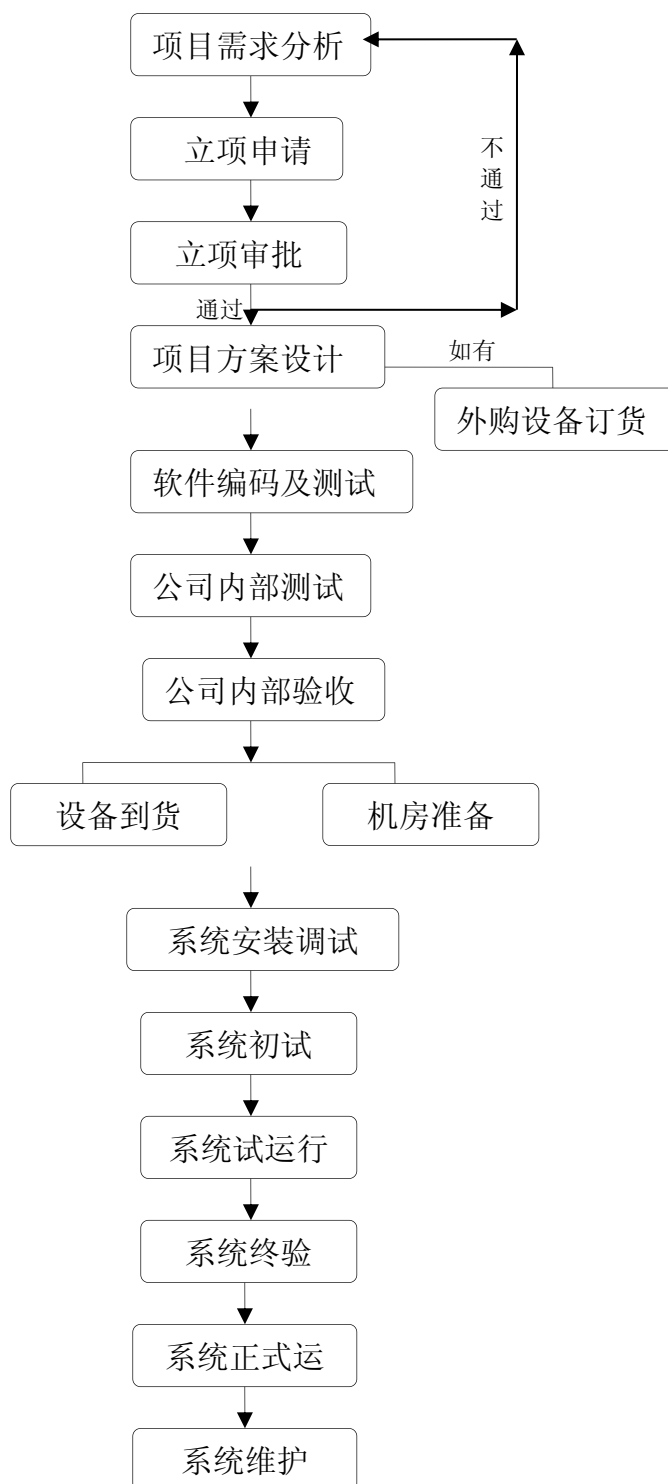 项目需求分析
立项申请
不通过
立项审批
通过
项目方案设计
如有
外购设备订货
软件编码及测试
公司内部测试
公司内部验收
设备到货
机房准备
系统安装调试
系统初试
系统试运行
系统终验
系统正式运
系统维护